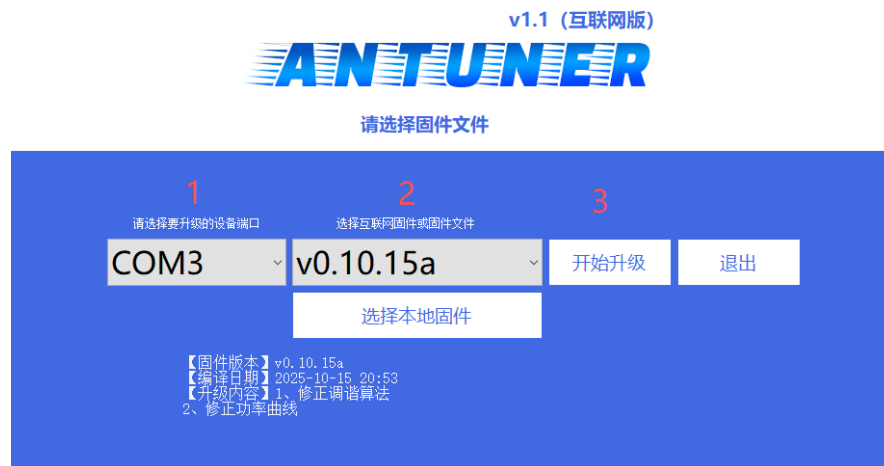 v1.1（互联网版）
ANTUNER
请选择固件文件
1
2
3
请选择要升级的设备端口
选择互联网固件或固件文件
COM3
v0.10.15a
开始升级
退出
选择本地固件
【固件版本】v0.10.15a
【编译日期】2025-10-15 20:53
【升级内容】1、修正调谐算法
2、修正功率曲线